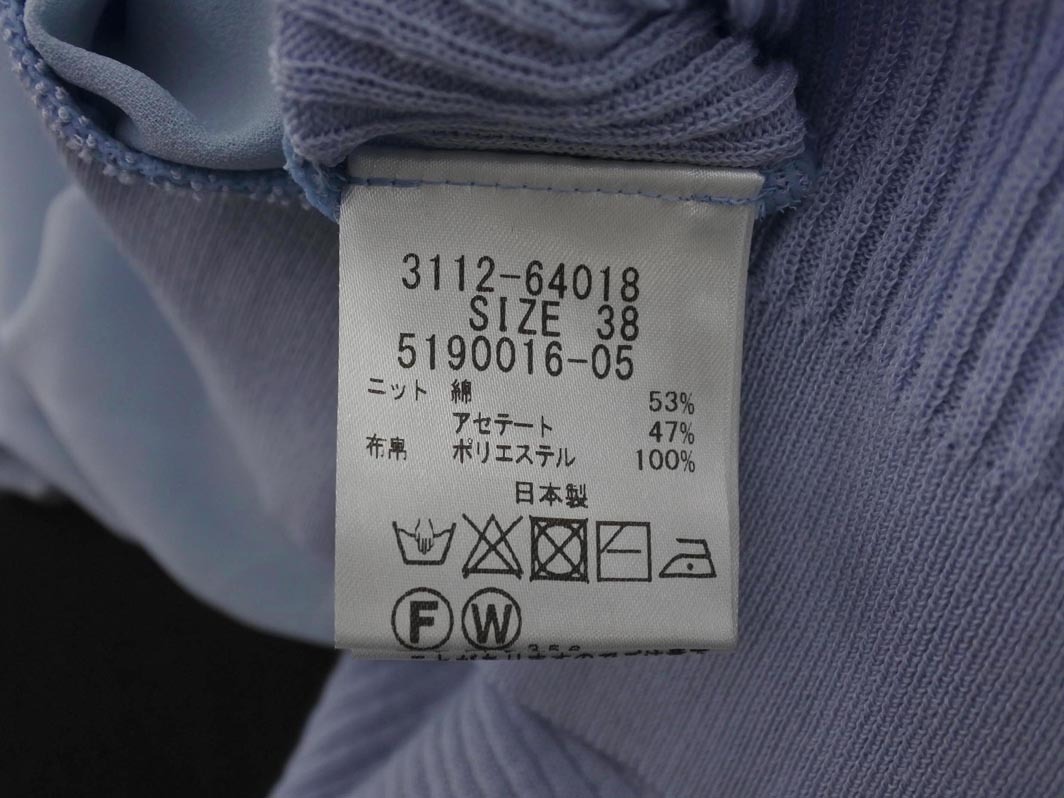 3112-64018
SIZE 38
5190016-05
ニット 綿 53%
アセテート 47%
布帛 ポリエステル 100%
日本製
F W